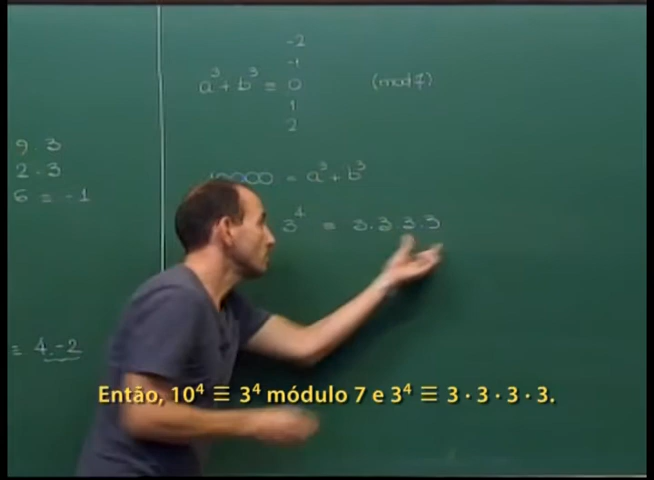 -2
-1
a³ + b³ ≡ 0 (mod 7)
1
2
9 . 3
2 . 3
6 ≡ -1
10000 = a³ + b³
3⁴ ≡ 3.3 3.3
≡ 4.-2
Então, 10⁴ ≡ 3⁴ módulo 7 e 3⁴ ≡ 3 · 3 · 3 · 3.